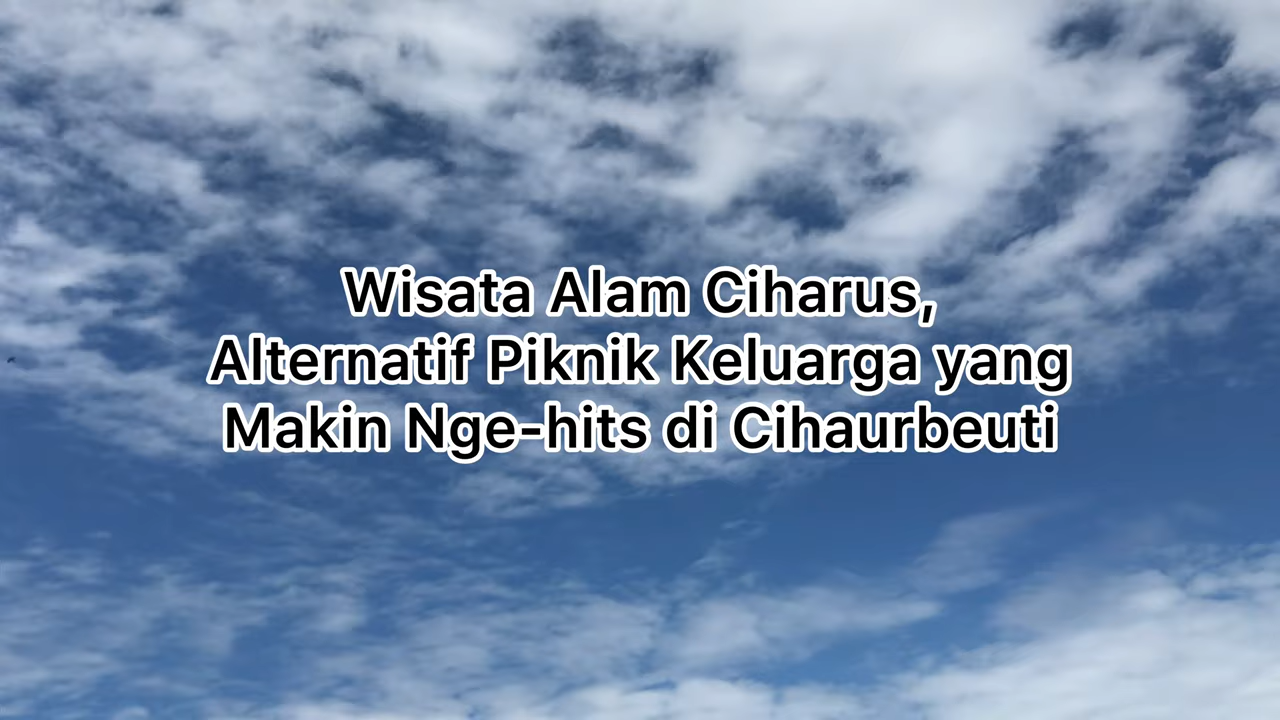 Wisata Alam Ciharus,
Alternatif Piknik Keluarga yang
Makin Nge-hits di Cihaurbeuti